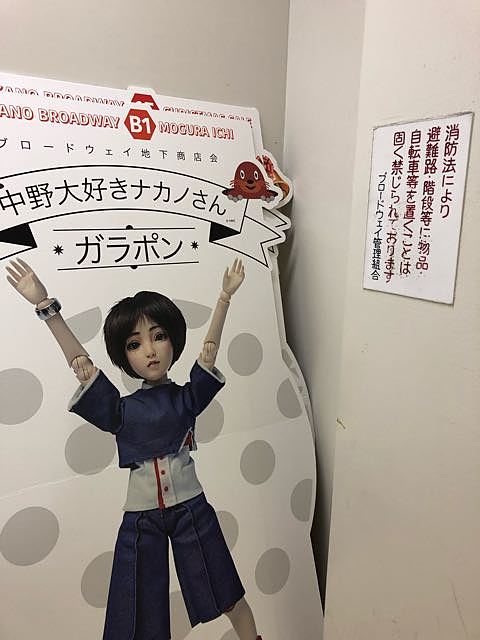 ANO BROADWAY B1 MOGURA ICHI
ブロードウェイ地下商店会
中野大好きナカノさん
ガラポン
消防法により
避難路・階段等に物品・
自転車等を置くことは
固く禁じられております
ブロードウェイ管理組合